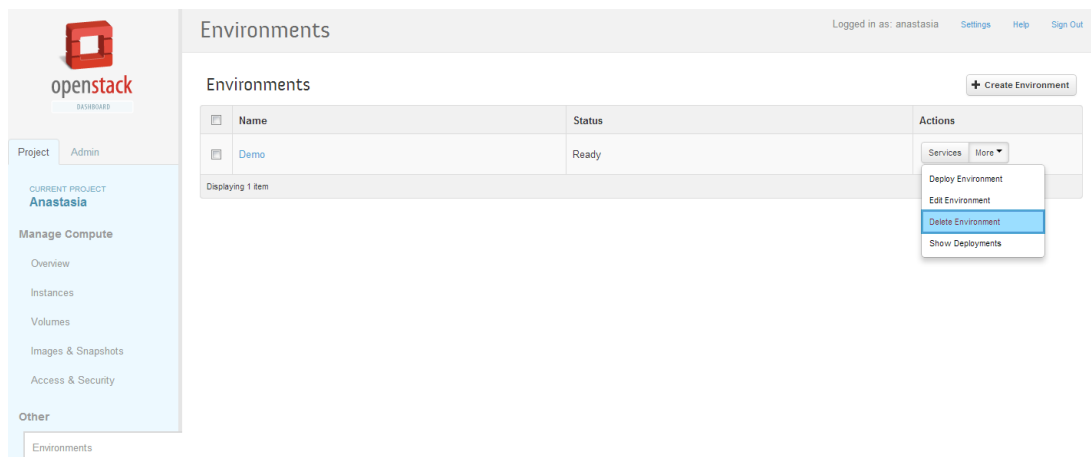 openstack
DASHBOARD
Project Admin
CURRENT PROJECT
Anastasia
Manage Compute
Overview
Instances
Volumes
Images & Snapshots
Access & Security
Other
Environments
Environments
Logged in as: anastasia Settings Help Sign Out
Environments
+ Create Environment
Name Status Actions
Demo Ready Services More
Displaying 1 item
Deploy Environment
Edit Environment
Delete Environment
Show Deployments